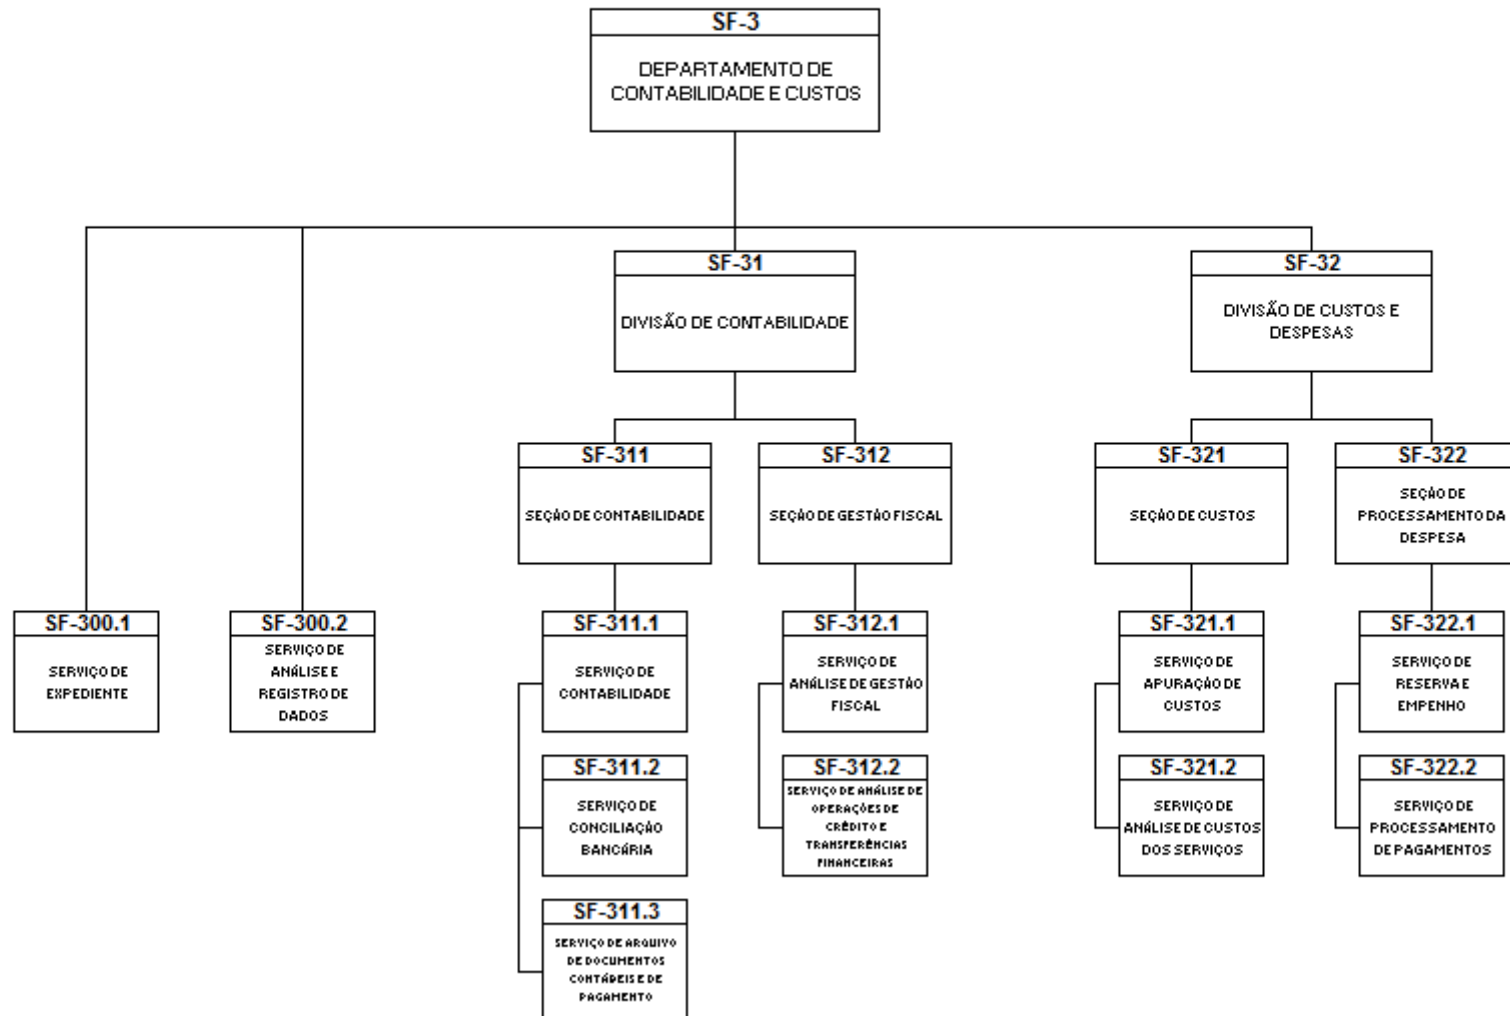 SF-3
DEPARTAMENTO DE
CONTABILIDADE E CUSTOS
SF-31
DIVISÃO DE CONTABILIDADE
SF-32
DIVISÃO DE CUSTOS E
DESPESAS
SF-311
SEÇÃO DE CONTABILIDADE
SF-312
SEÇÃO DE GESTÃO FISCAL
SF-321
SEÇÃO DE CUSTOS
SF-322
SEÇÃO DE
PROCESSAMENTO DA
DESPESA
SF-300.1
SERVIÇO DE
EXPEDIENTE
SF-300.2
SERVIÇO DE
ANÁLISE E
REGISTRO DE
DADOS
SF-311.1
SERVIÇO DE
CONTABILIDADE
SF-312.1
SERVIÇO DE
ANÁLISE DE GESTÃO
FISCAL
SF-321.1
SERVIÇO DE
APURAÇÃO DE
CUSTOS
SF-322.1
SERVIÇO DE
RESERVA E
EMPENHO
SF-311.2
SERVIÇO DE
CONCILIAÇÃO
BANCÁRIA
SF-312.2
SERVIÇO DE ANÁLISE DE
OPERAÇÕES DE
CRÉDITO E
TRANSFERÊNCIAS
FINANCEIRAS
SF-321.2
SERVIÇO DE
ANÁLISE DE CUSTOS
DOS SERVIÇOS
SF-322.2
SERVIÇO DE
PROCESSAMENTO
DE PAGAMENTOS
SF-311.3
SERVIÇO DE ARQUIVO
DE DOCUMENTOS
CONTÁBEIS E DE
PAGAMENTO